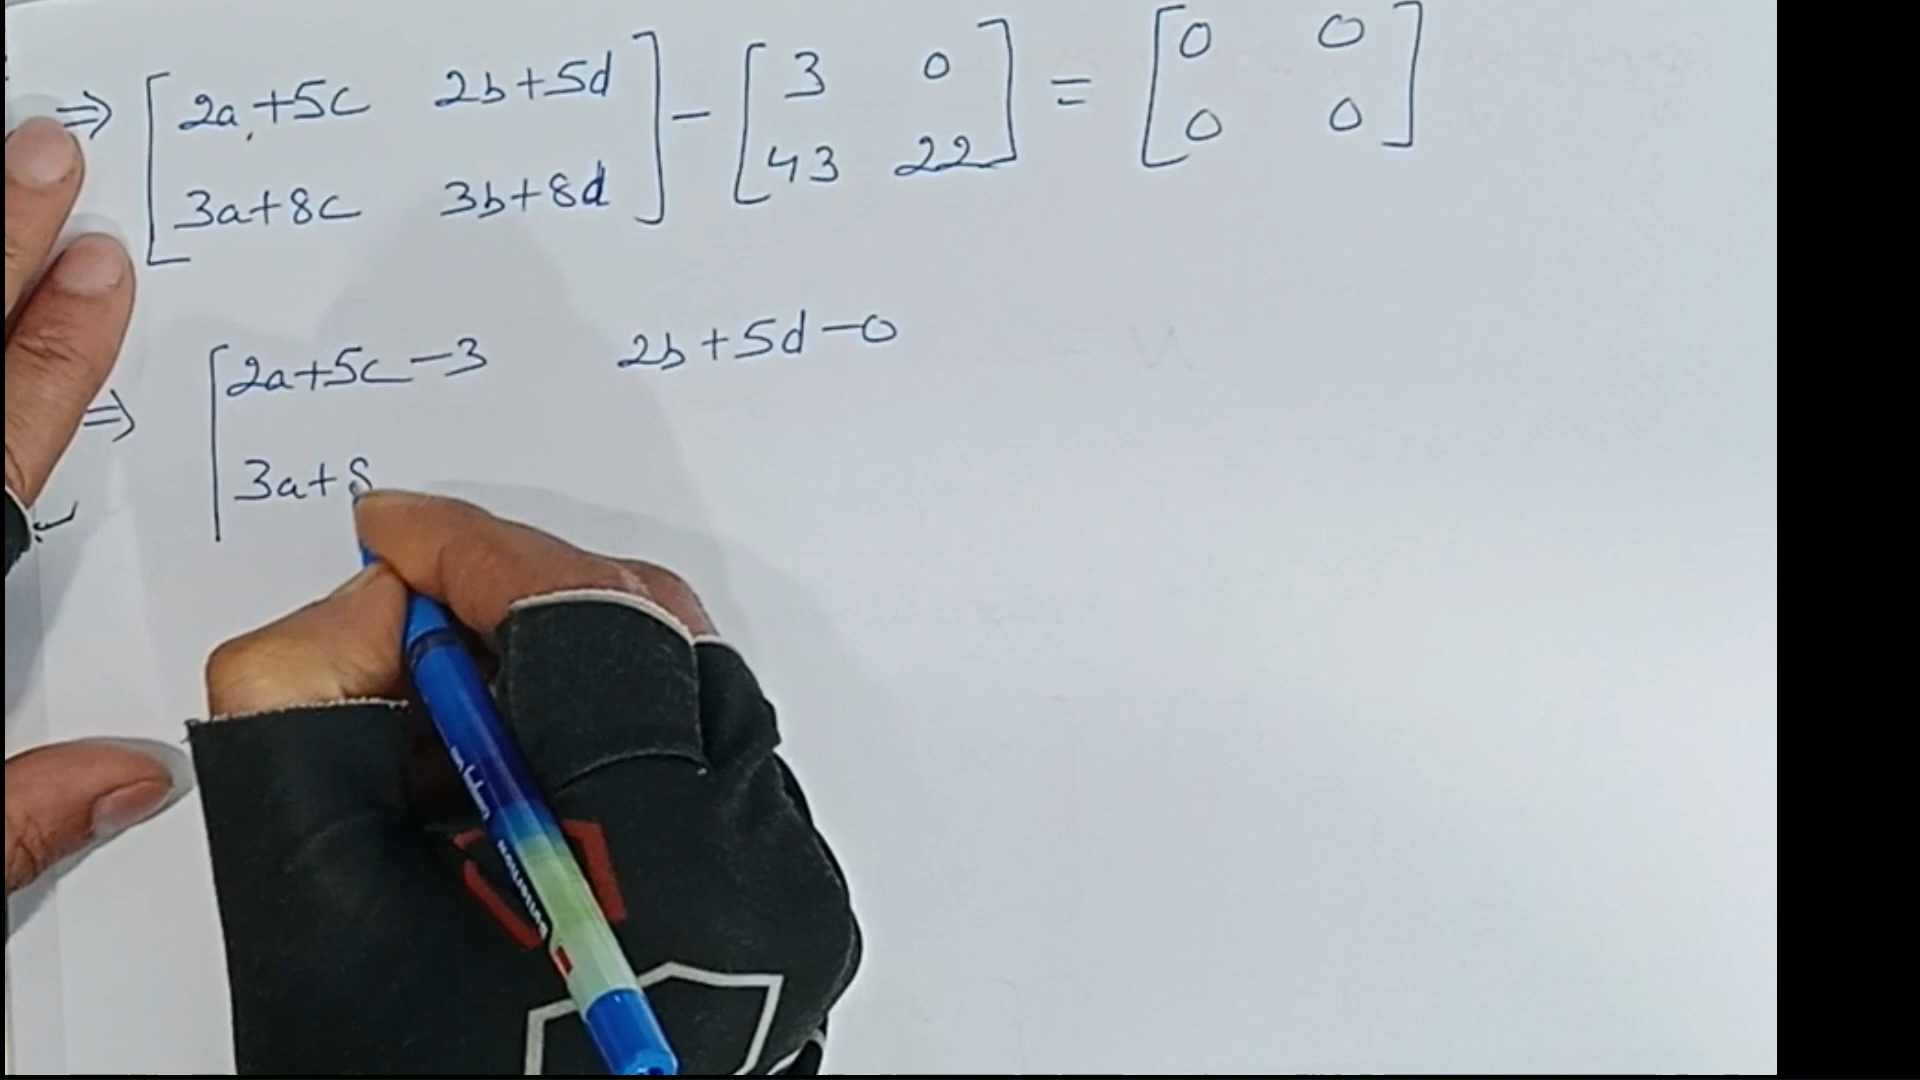 ⇒ [2a+5c 2b+5d
3a+8c 3b+8d] - [3 0
43 22] = [0 0
0 0]
⇒ [2a+5c-3 2b+5d-0
3a+8